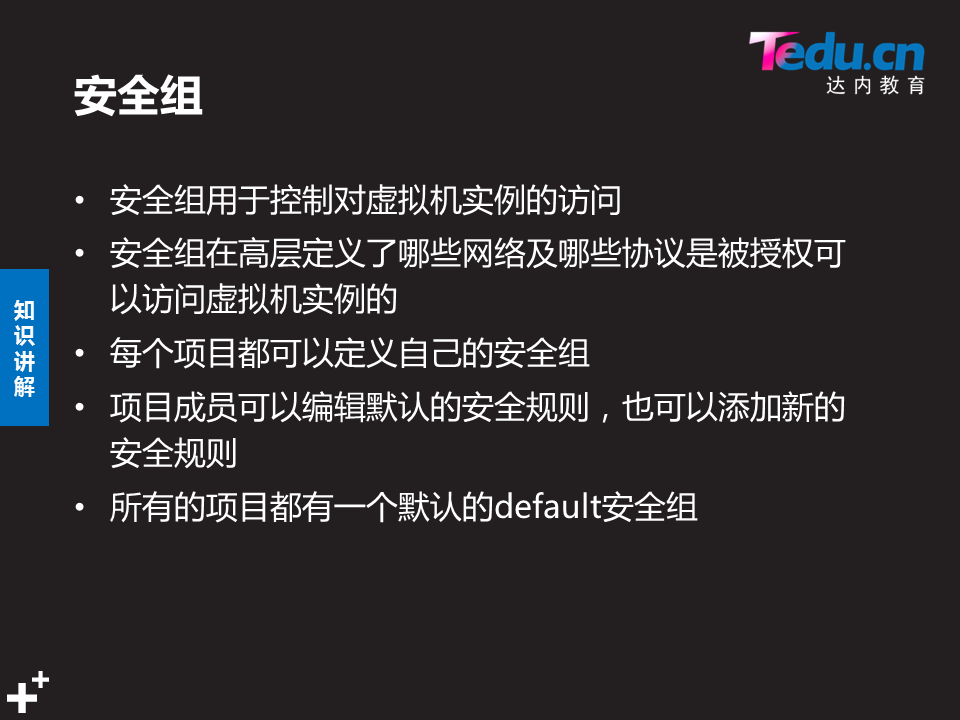 Tedu.cn
达内教育
安全组
• 安全组用于控制对虚拟机实例的访问
• 安全组在高层定义了哪些网络及哪些协议是被授权可
以访问虚拟机实例的
• 每个项目都可以定义自己的安全组
• 项目成员可以编辑默认的安全规则，也可以添加新的
安全规则
• 所有的项目都有一个默认的default安全组
知
识
讲
解